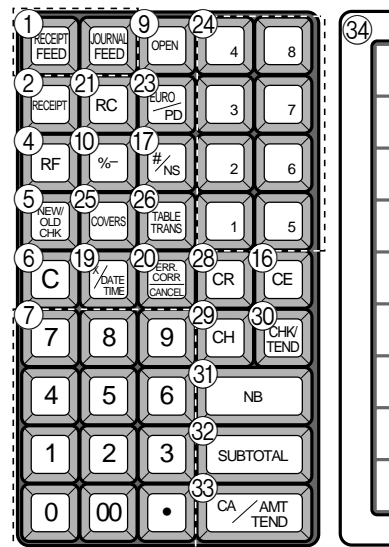 1 9 24 34
RECEIPT FEED JOURNAL FEED OPEN 4 8
2 21 23
RECEIPT RC EURO/PD 3 7
4 10 17
RF %− #/NS 2 6
5 25 26
NEW/ OLD CHK COVERS TABLE TRANS 1 5
6 19 20 28 16
C X/DATE TIME ERR. CORR CANCEL CR CE
7 29 30
7 8 9 CH CHK/ TEND
31
4 5 6 NB
32
1 2 3 SUBTOTAL
33
0 00 • CA/AMT TEND